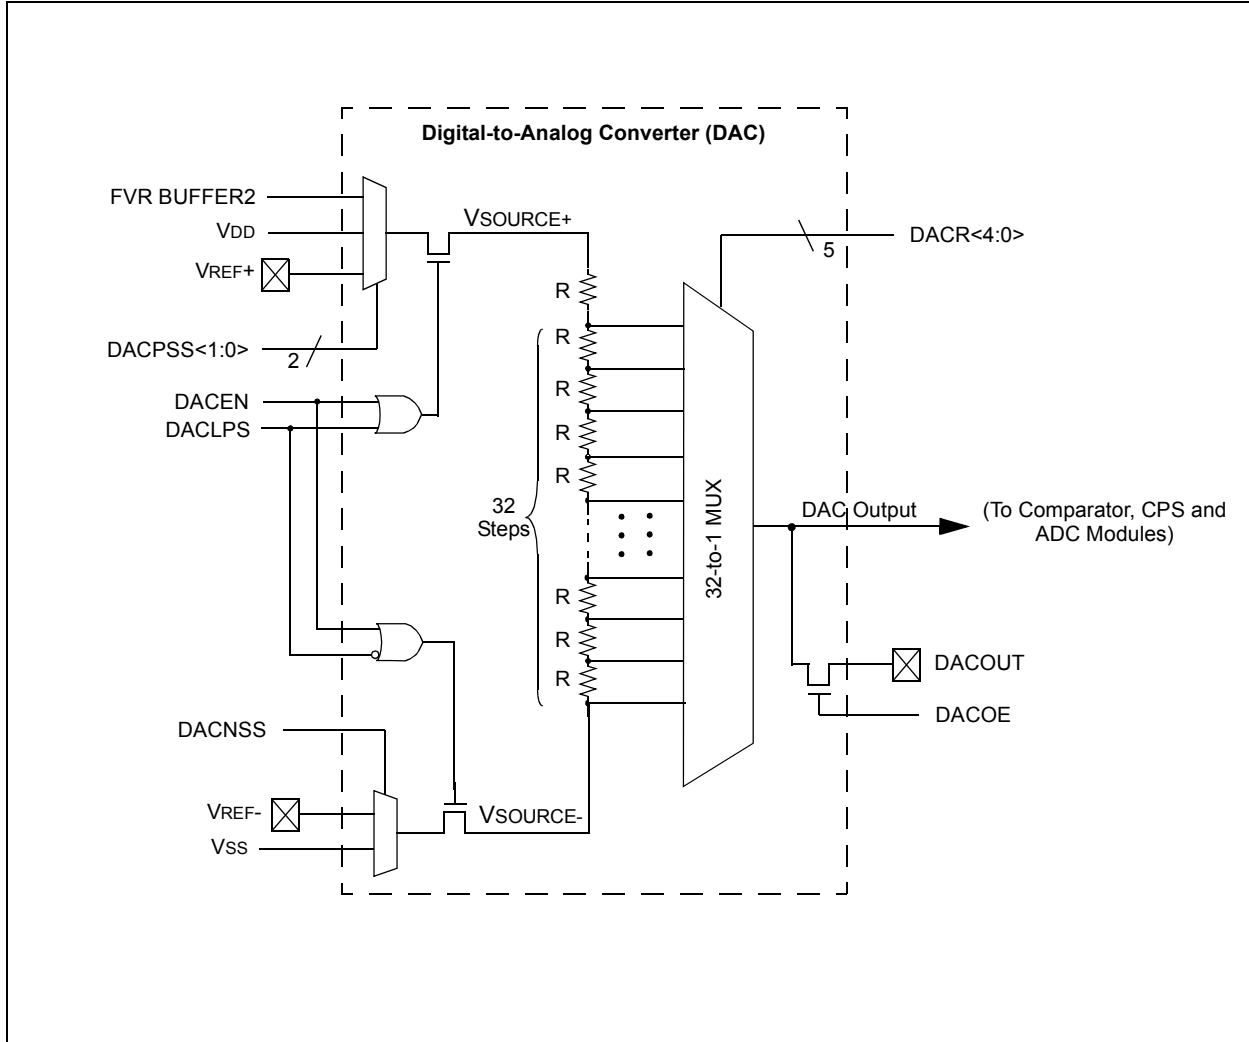 Digital-to-Analog Converter (DAC)
FVR BUFFER2
VDD
VREF+
DACPSS<1:0>
2
DACEN
DACLPS
VSOURCE+
R
R
R
R
R
32
Steps
R
R
R
32-to-1 MUX
5
DACR<4:0>
DAC Output
(To Comparator, CPS and
ADC Modules)
DACOUT
DACOE
DACNSS
VREF-
VSS
VSOURCE-